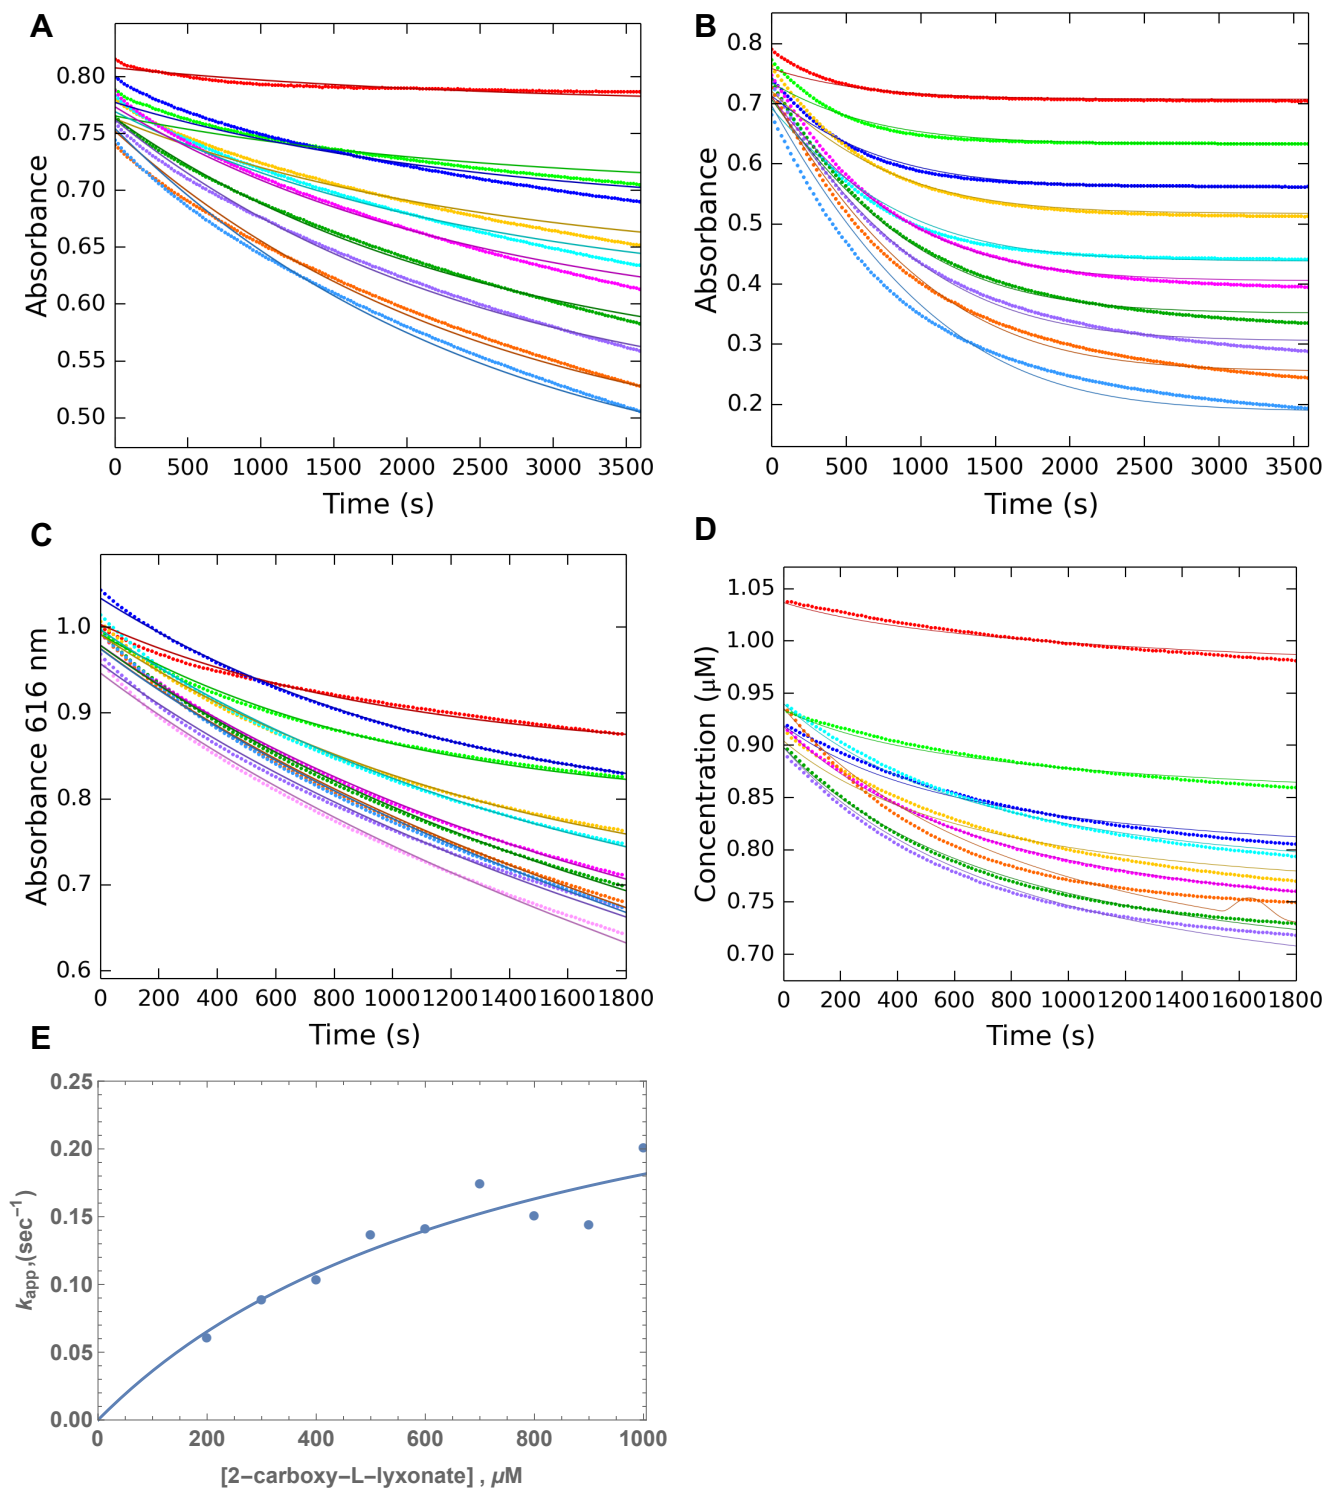 A
Absorbance
0.80
0.75
0.70
0.65
0.60
0.55
0.50
0 500 1000 1500 2000 2500 3000 3500
Time (s)
B
Absorbance
0.8
0.7
0.6
0.5
0.4
0.3
0.2
0 500 1000 1500 2000 2500 3000 3500
Time (s)
C
Absorbance 616 nm
1.0
0.9
0.8
0.7
0.6
0 200 400 600 800 1000 1200 1400 1600 1800
Time (s)
D
Concentration (μM)
1.05
1.00
0.95
0.90
0.85
0.80
0.75
0.70
0 200 400 600 800 1000 1200 1400 1600 1800
Time (s)
E
kapp,(sec−1)
0.25
0.20
0.15
0.10
0.05
0.00
0 200 400 600 800 1000
[2−carboxy−L−lyxonate] , μM